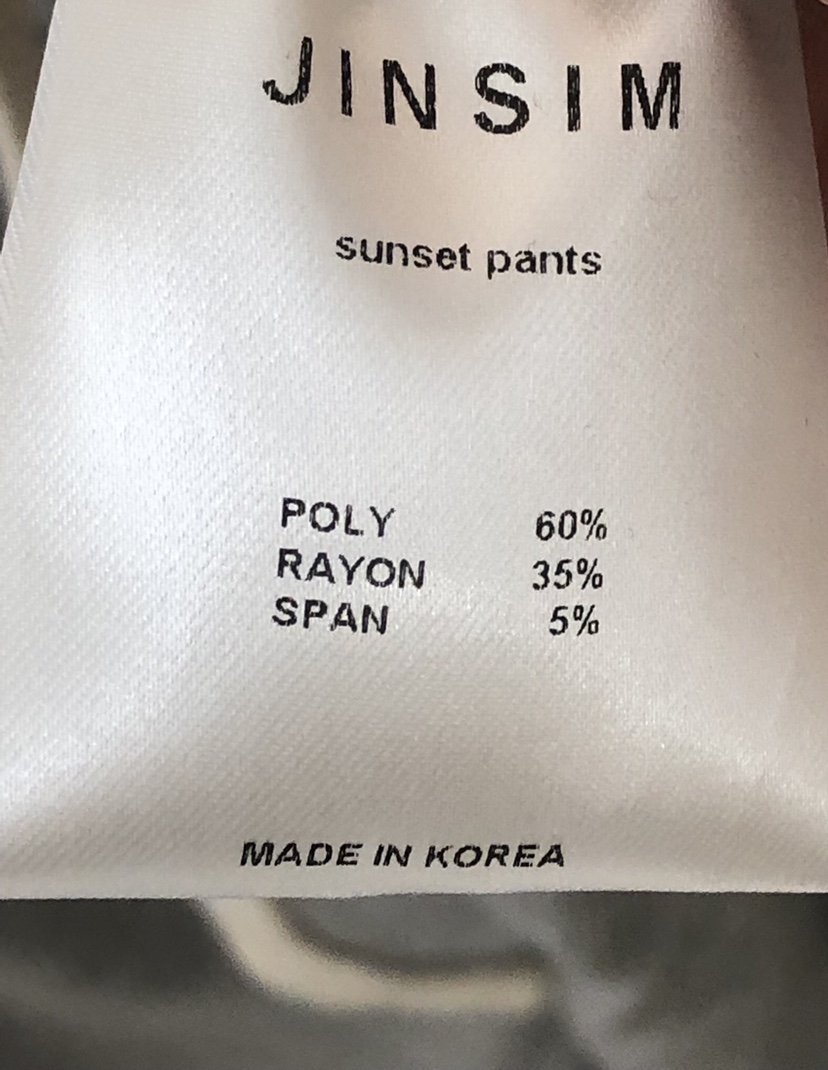 JINSIM
sunset pants
POLY 60%
RAYON 35%
SPAN 5%
MADE IN KOREA